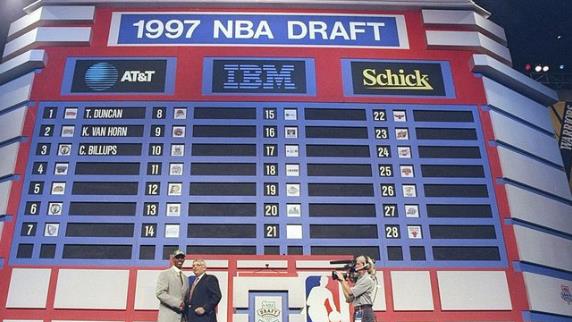 1997 NBA DRAFT
AT&T
IBM
Schick
1 T. DUNCAN 8 15 22
2 K. VAN HORN 9 16 23
3 C. BILLUPS 10 17 24
4 11 18 25
5 12 19 26
6 13 20 27
7 14 21 28
WARRIORS
DRAFT